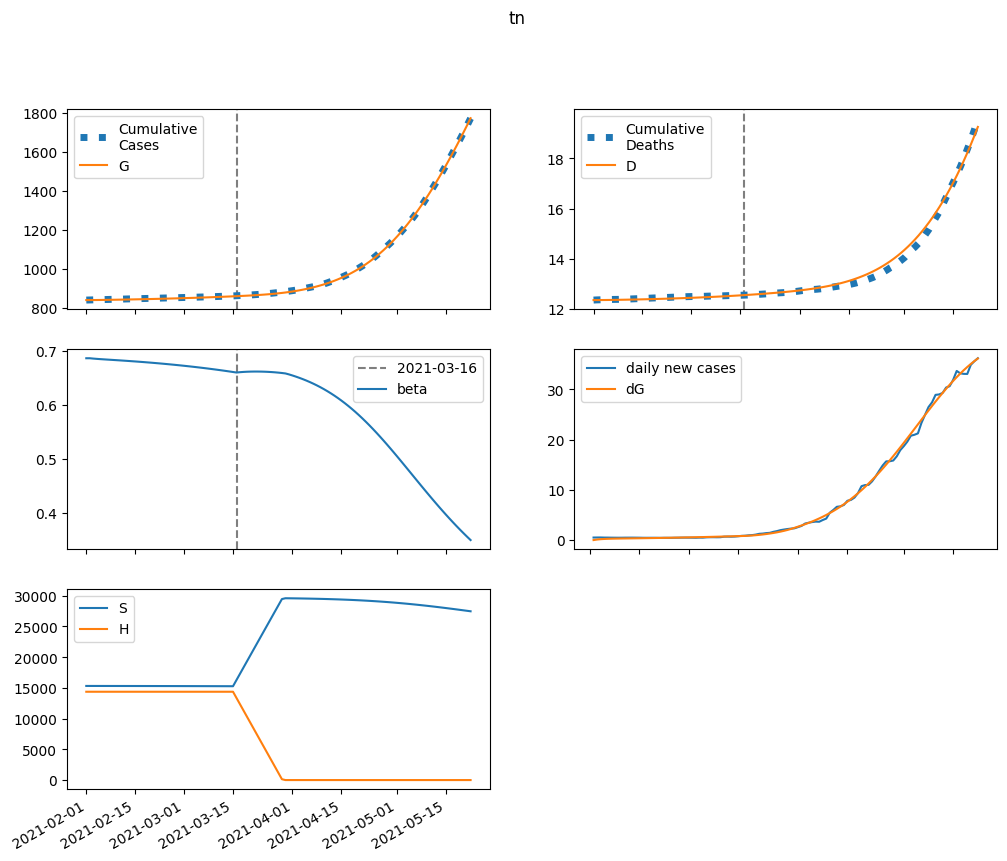 tn
1800
1600
1400
1200
1000
800
Cumulative
Cases
G
18
16
14
12
Cumulative
Deaths
D
0.7
0.6
0.5
0.4
2021-03-16
beta
30
20
10
0
daily new cases
dG
30000
25000
20000
15000
10000
5000
0
S
H
2021-02-01
2021-02-15
2021-03-01
2021-03-15
2021-04-01
2021-04-15
2021-05-01
2021-05-15